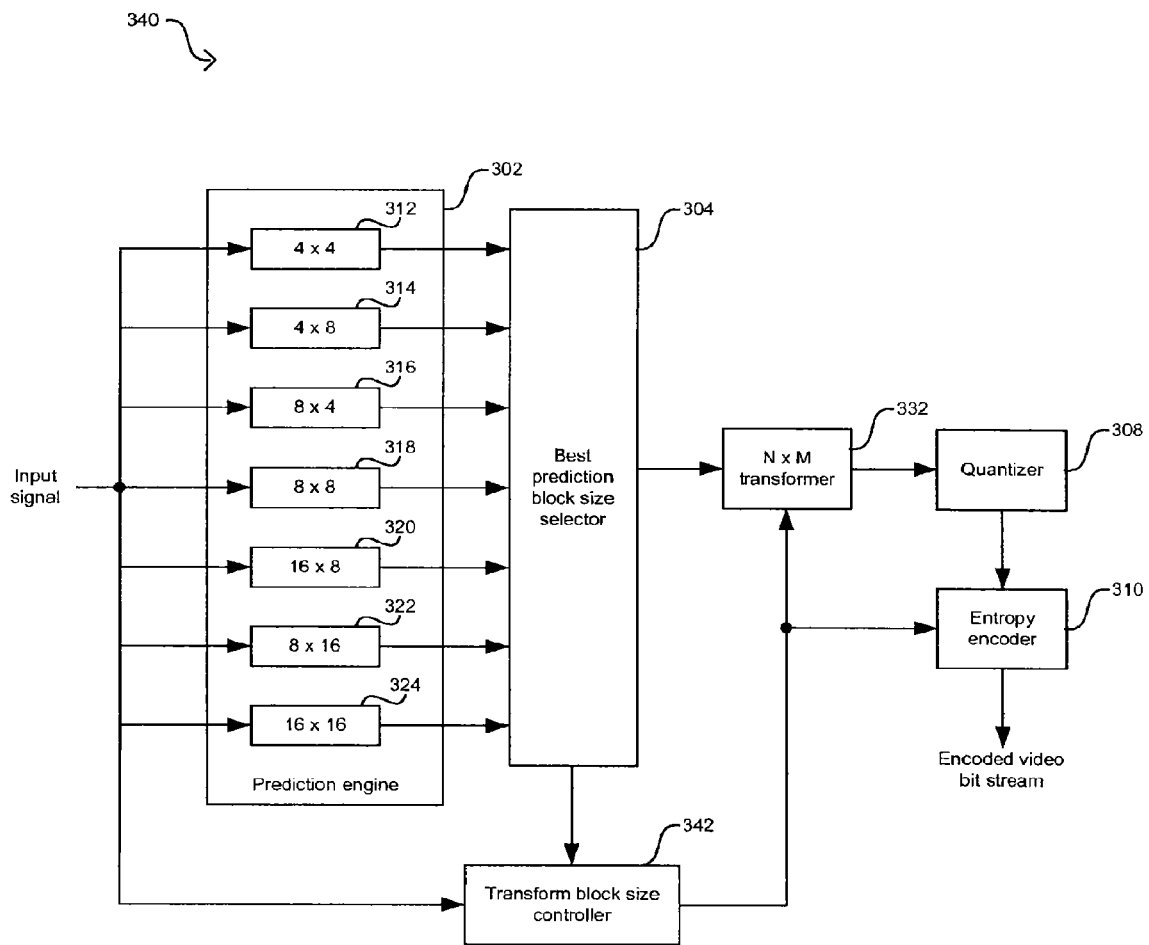 340
302
312
4 x 4
314
4 x 8
316
8 x 4
318
8 x 8
320
16 x 8
322
8 x 16
324
16 x 16
Prediction engine
Input
signal
304
Best
prediction
block size
selector
332
N x M
transformer
308
Quantizer
310
Entropy
encoder
Encoded video
bit stream
342
Transform block size
controller